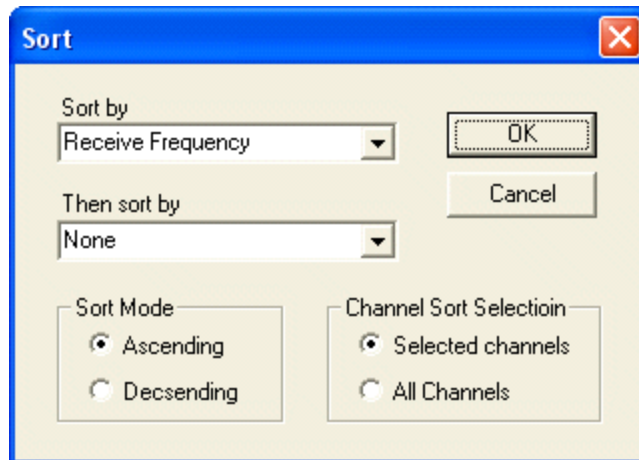 Sort
Sort by
Receive Frequency
OK
Cancel
Then sort by
None
Sort Mode
Ascending
Decsending
Channel Sort Selectioin
Selected channels
All Channels